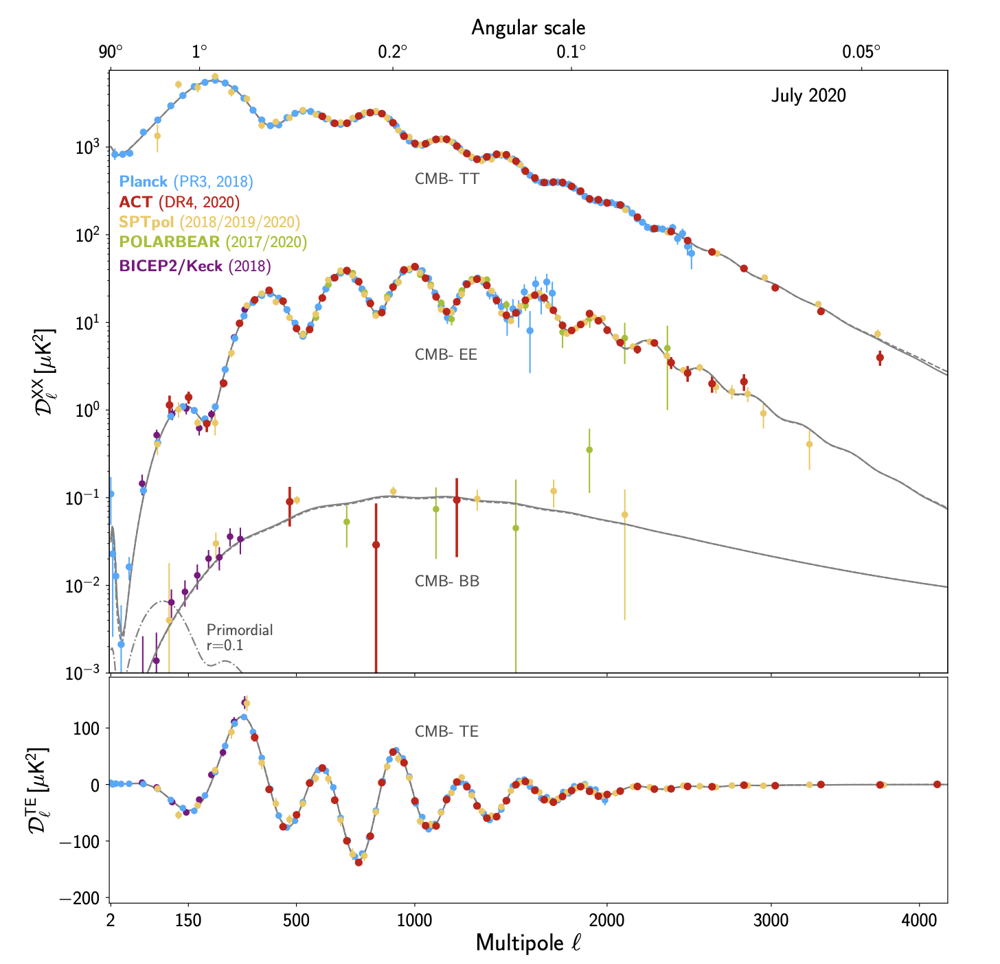 Angular scale
90° 1° 0.2° 0.1° 0.05°
July 2020
10³
CMB- TT
Planck (PR3, 2018)
ACT (DR4, 2020)
SPTpol (2018/2019/2020)
10²
POLARBEAR (2017/2020)
BICEP2/Keck (2018)
10¹
CMB- EE
𝒟ℓ^XX [μK²]
10⁰
10⁻¹
CMB- BB
10⁻²
Primordial
r=0.1
10⁻³
CMB- TE
100
0
𝒟ℓ^TE [μK²]
−100
−200
2 150 500 1000 2000 3000 4000
Multipole ℓ